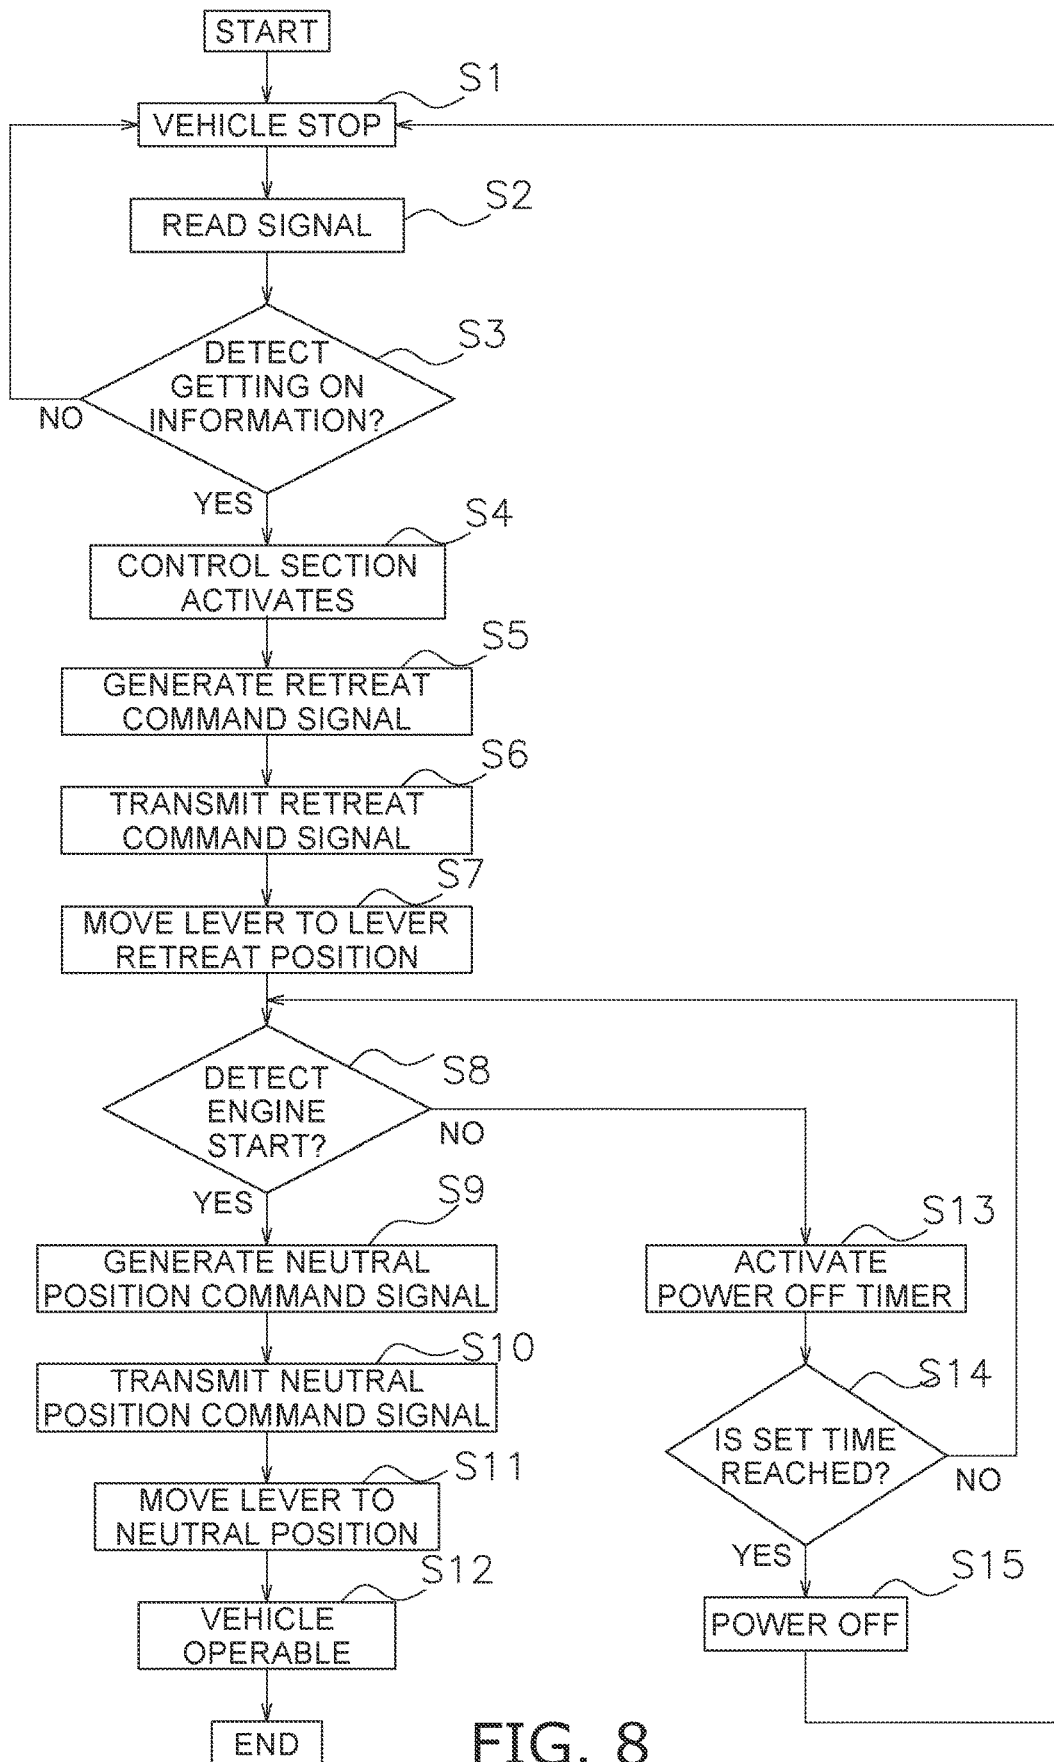 START
S1
VEHICLE STOP
S2
READ SIGNAL
S3
DETECT
GETTING ON
INFORMATION?
NO
YES
S4
CONTROL SECTION
ACTIVATES
S5
GENERATE RETREAT
COMMAND SIGNAL
S6
TRANSMIT RETREAT
COMMAND SIGNAL
S7
MOVE LEVER TO LEVER
RETREAT POSITION
S8
DETECT
ENGINE
START?
NO
YES
S9
GENERATE NEUTRAL
POSITION COMMAND SIGNAL
S10
TRANSMIT NEUTRAL
POSITION COMMAND SIGNAL
S11
MOVE LEVER TO
NEUTRAL POSITION
S12
VEHICLE
OPERABLE
END
S13
ACTIVATE
POWER OFF TIMER
S14
IS SET TIME
REACHED?
NO
YES
S15
POWER OFF
FIG. 8